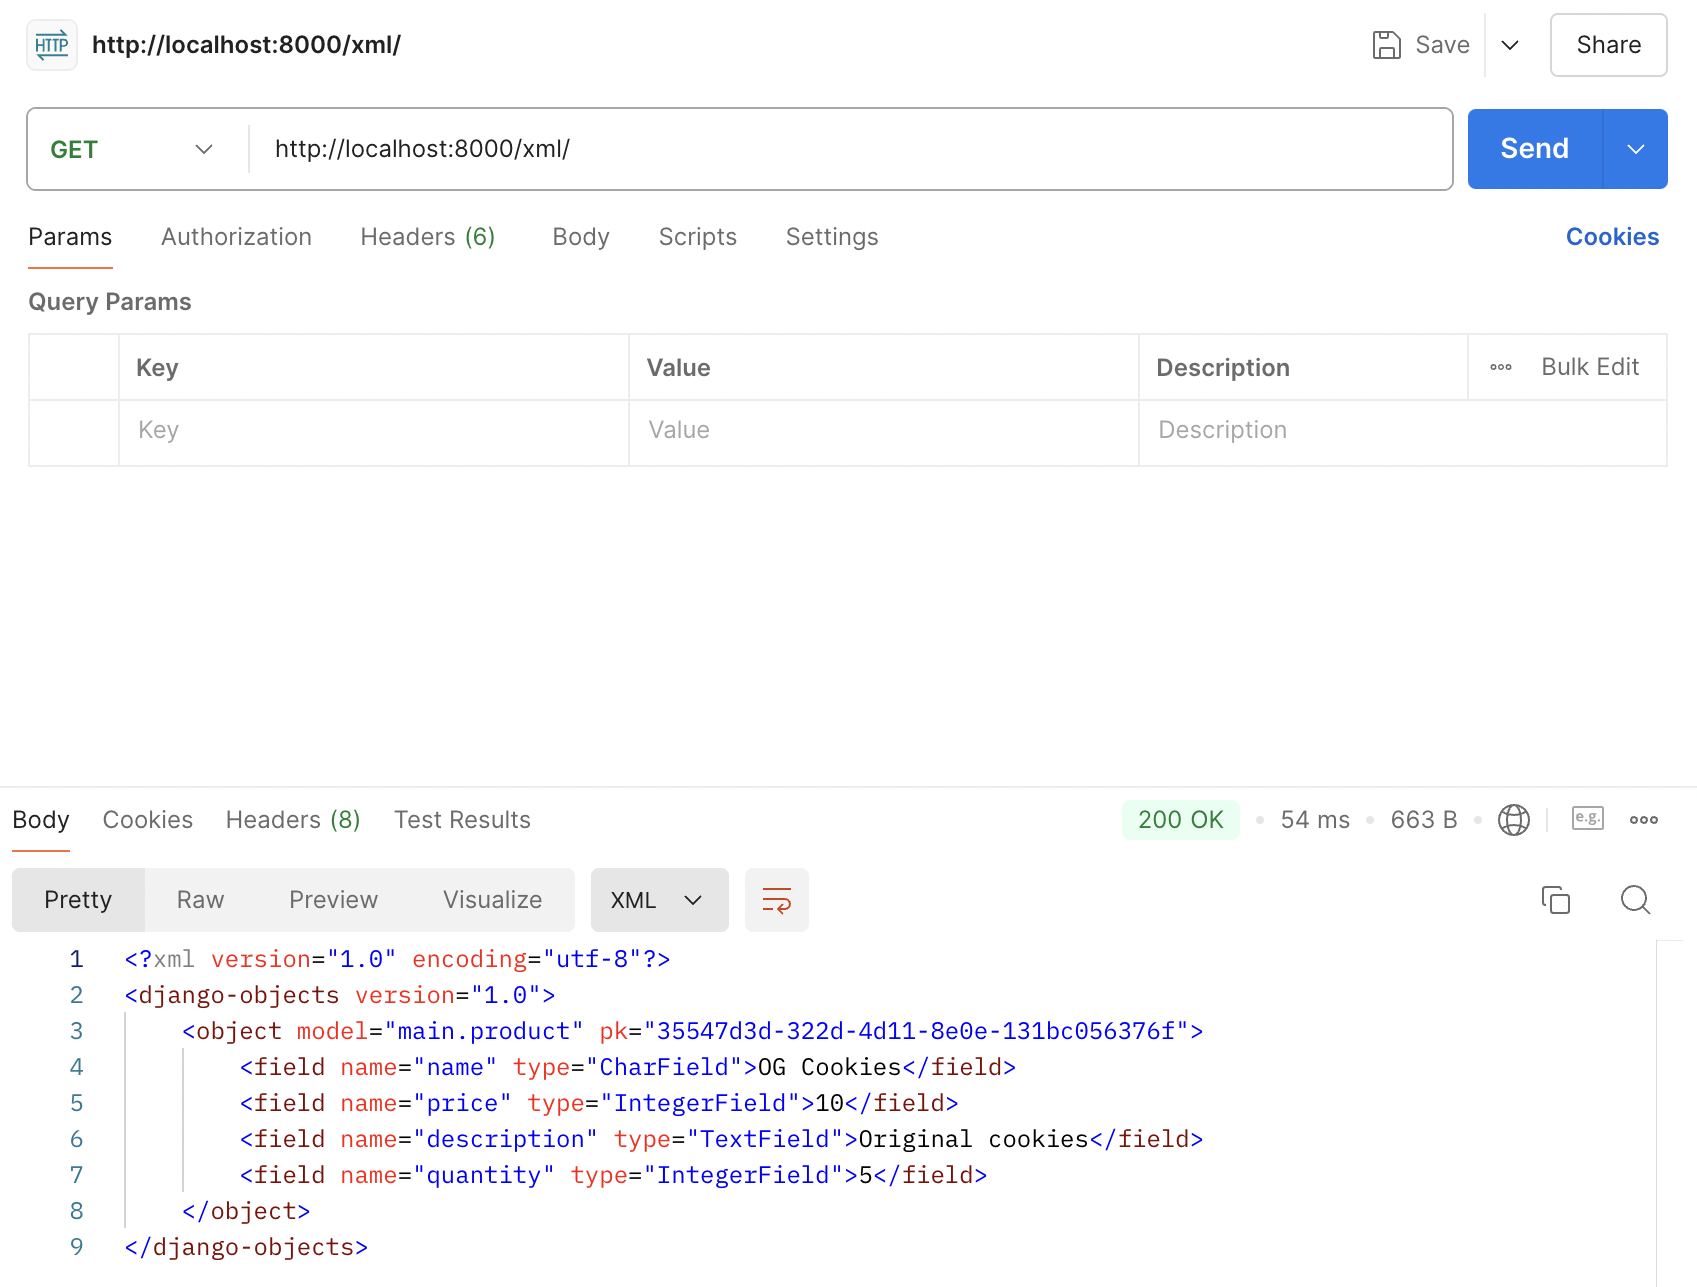 HTTP http://localhost:8000/xml/ Save Share
GET http://localhost:8000/xml/ Send
Params Authorization Headers (6) Body Scripts Settings Cookies
Query Params
Key Value Description Bulk Edit
Key Value Description
Body Cookies Headers (8) Test Results 200 OK 54 ms 663 B e.g.
Pretty Raw Preview Visualize XML
1 <?xml version="1.0" encoding="utf-8"?>
2 <django-objects version="1.0">
3 <object model="main.product" pk="35547d3d-322d-4d11-8e0e-131bc056376f">
4 <field name="name" type="CharField">OG Cookies</field>
5 <field name="price" type="IntegerField">10</field>
6 <field name="description" type="TextField">Original cookies</field>
7 <field name="quantity" type="IntegerField">5</field>
8 </object>
9 </django-objects>